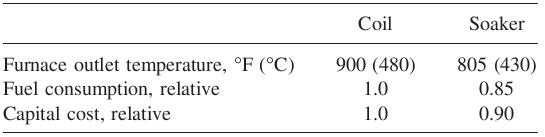 Coil Soaker
Furnace outlet temperature, °F (°C) 900 (480) 805 (430)
Fuel consumption, relative 1.0 0.85
Capital cost, relative 1.0 0.90